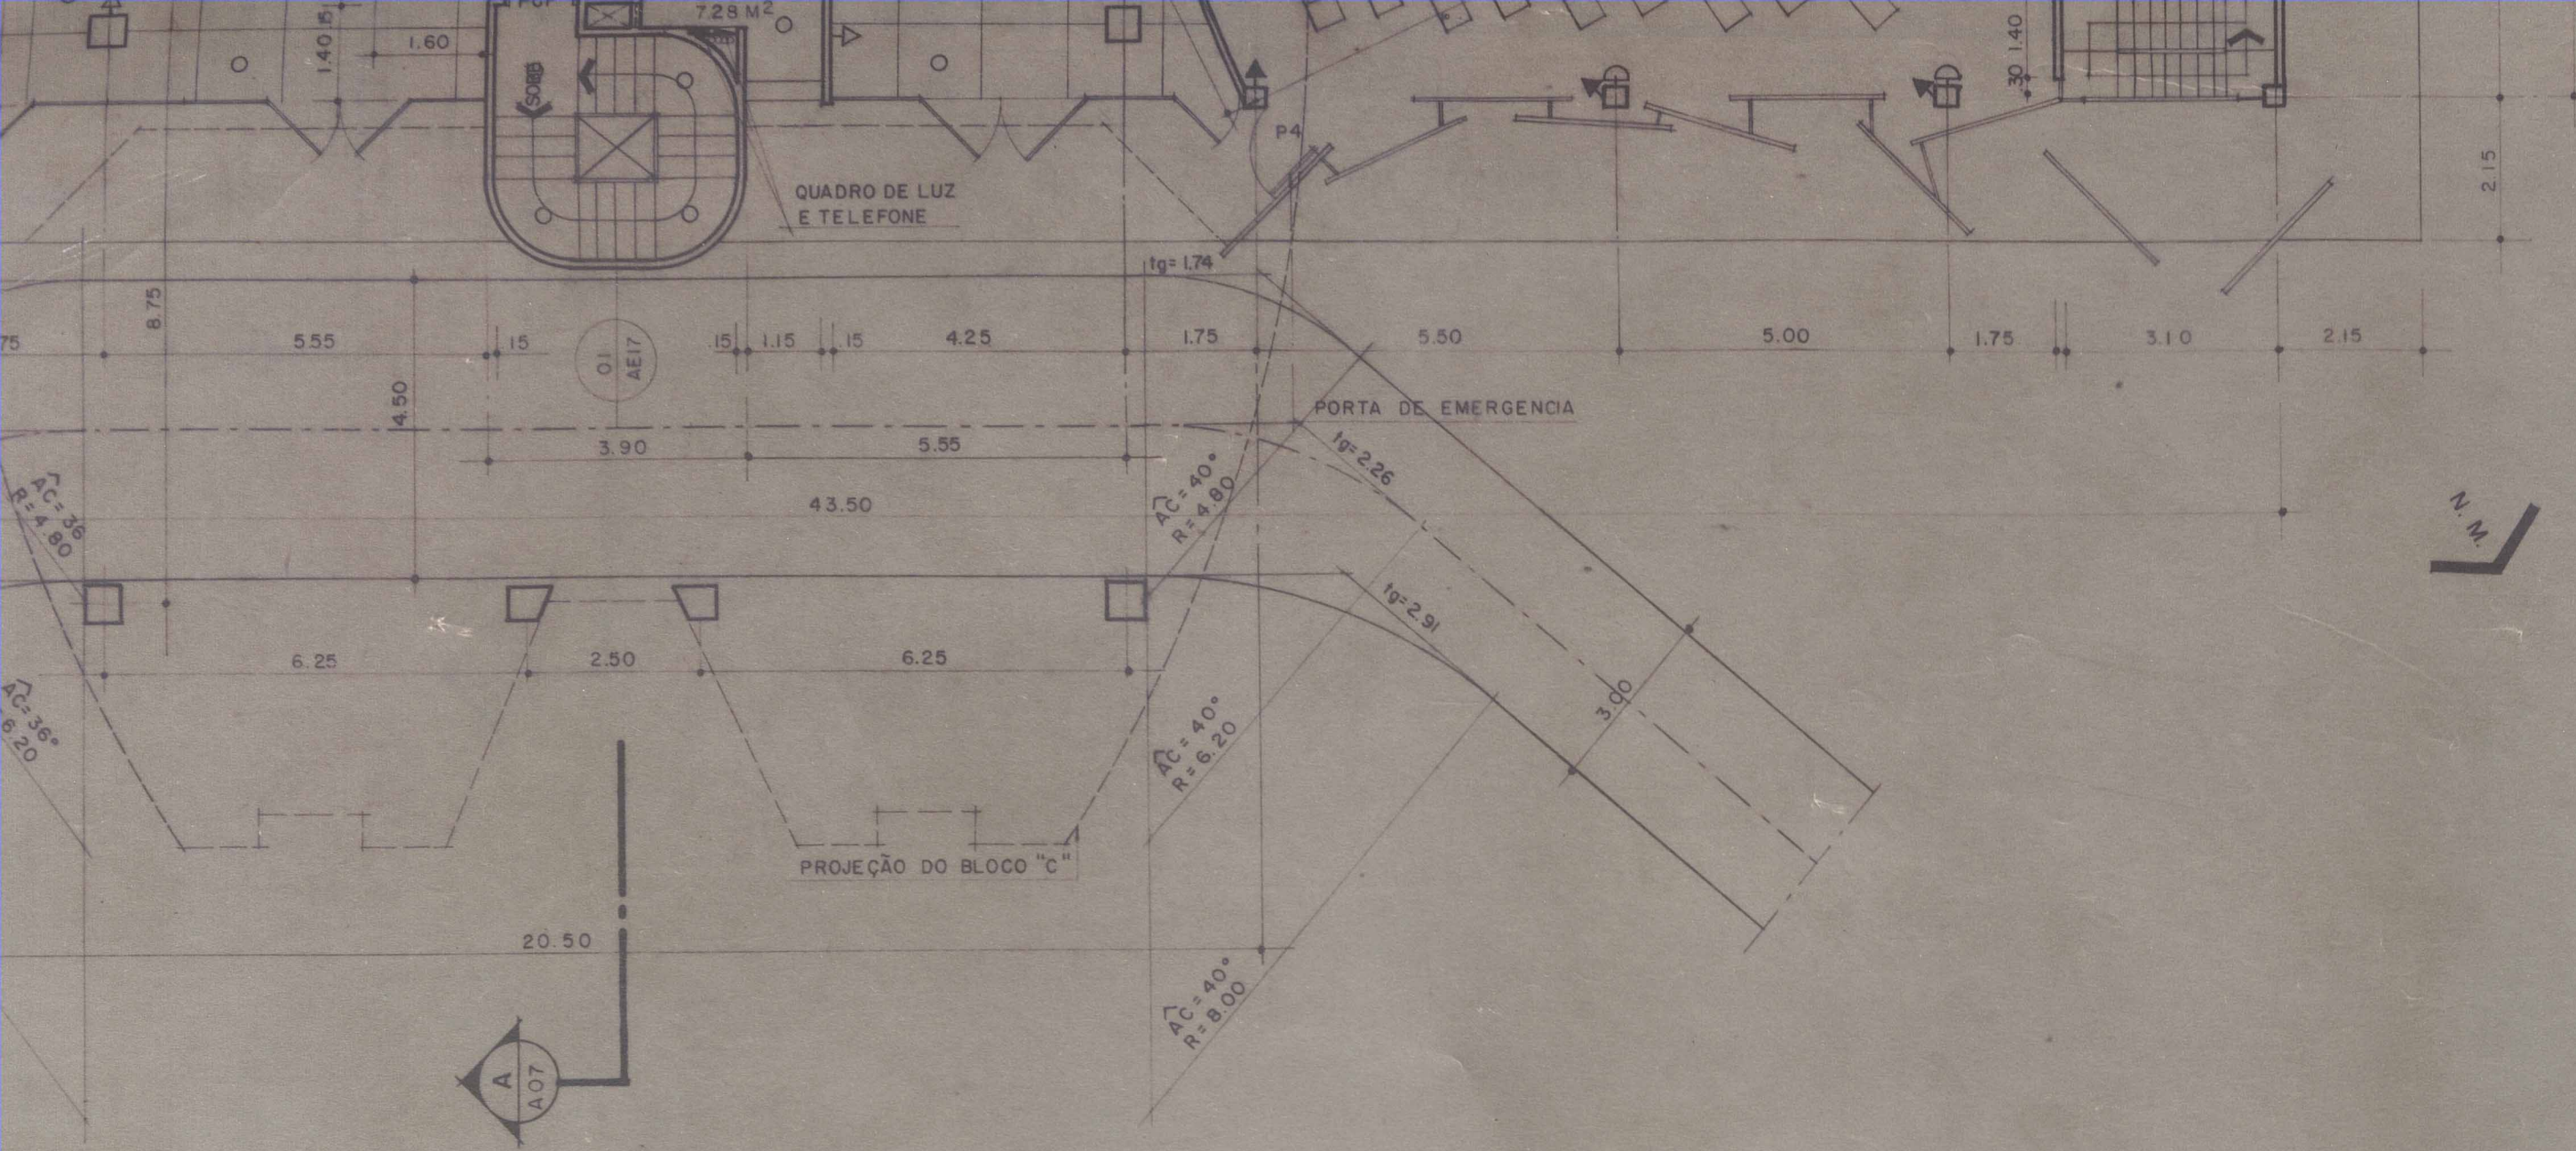 7.28 M²
1.40
.15
1.60
SOBE
P4
.30
1.40
2.15
QUADRO DE LUZ
E TELEFONE
tg=1.74
8.75
75
5.55
15
.15
1.15
.15
4.25
1.75
5.50
5.00
1.75
3.10
2.15
01
AE17
4.50
PORTA DE EMERGENCIA
3.90
5.55
tg=2.26
AC=36
R=4.80
43.50
AC=40°
R=4.80
N. M.
tg=2.91
6.25
2.50
6.25
3.00
AC=36°
6.20
AC=40°
R=6.20
PROJEÇÃO DO BLOCO "C"
20.50
AC=40°
R=8.00
A
A07